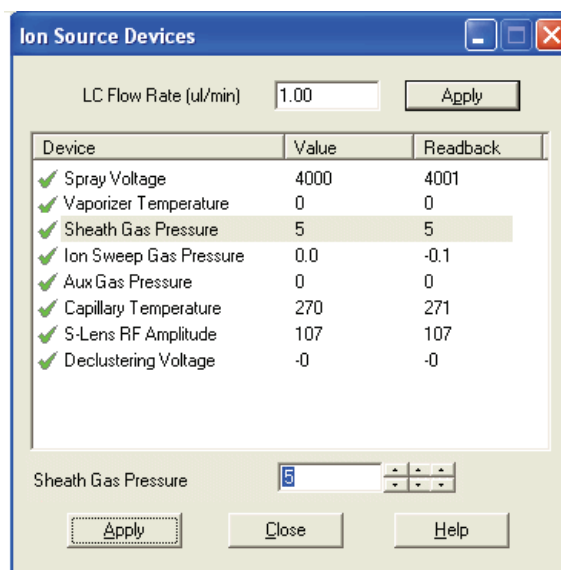 Ion Source Devices
LC Flow Rate (ul/min) 1.00 Apply
Device Value Readback
Spray Voltage 4000 4001
Vaporizer Temperature 0 0
Sheath Gas Pressure 5 5
Ion Sweep Gas Pressure 0.0 -0.1
Aux Gas Pressure 0 0
Capillary Temperature 270 271
S-Lens RF Amplitude 107 107
Declustering Voltage -0 -0
Sheath Gas Pressure 5
Apply Close Help